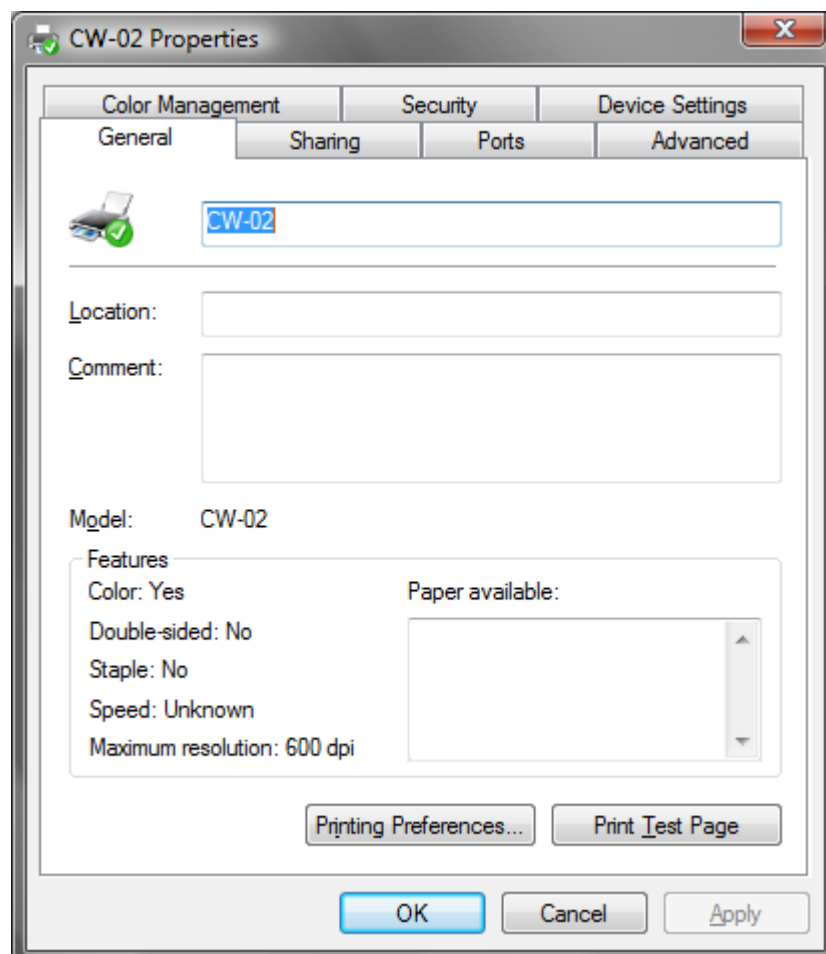 CW-02 Properties
Color Management Security Device Settings
General Sharing Ports Advanced
CW-02
Location:
Comment:
Model: CW-02
Features
Color: Yes Paper available:
Double-sided: No
Staple: No
Speed: Unknown
Maximum resolution: 600 dpi
Printing Preferences... Print Test Page
OK Cancel Apply